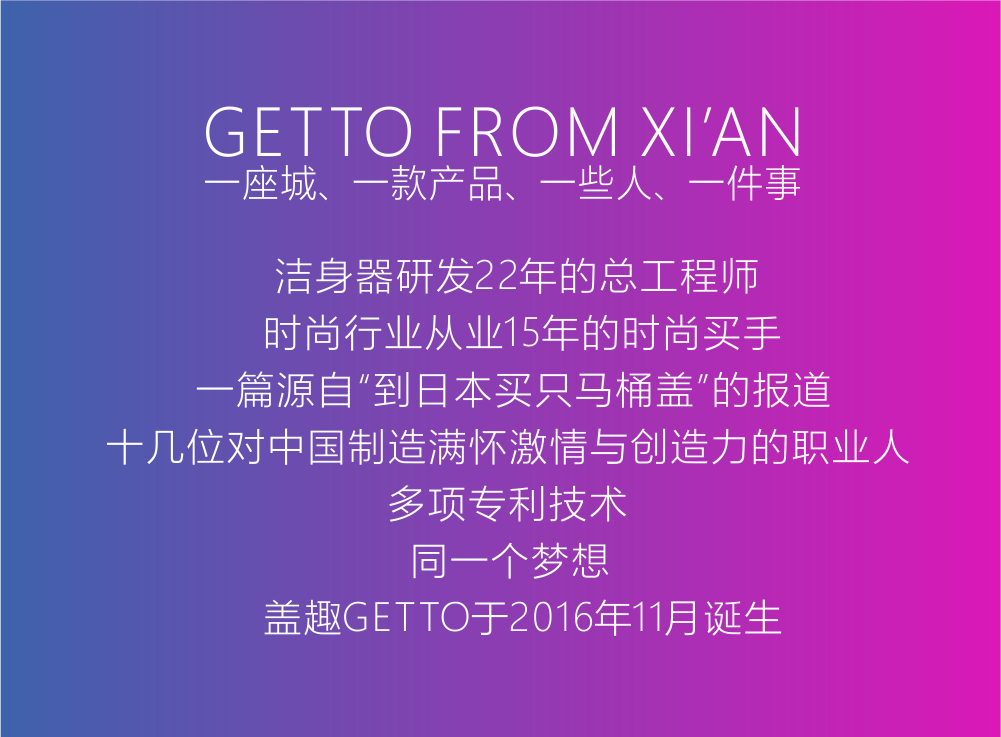 GETTO FROM XI'AN
一座城、一款产品、一些人、一件事
洁身器研发22年的总工程师
时尚行业从业15年的时尚买手
一篇源自“到日本买只马桶盖”的报道
十几位对中国制造满怀激情与创造力的职业人
多项专利技术
同一个梦想
盖趣GETTO于2016年11月诞生